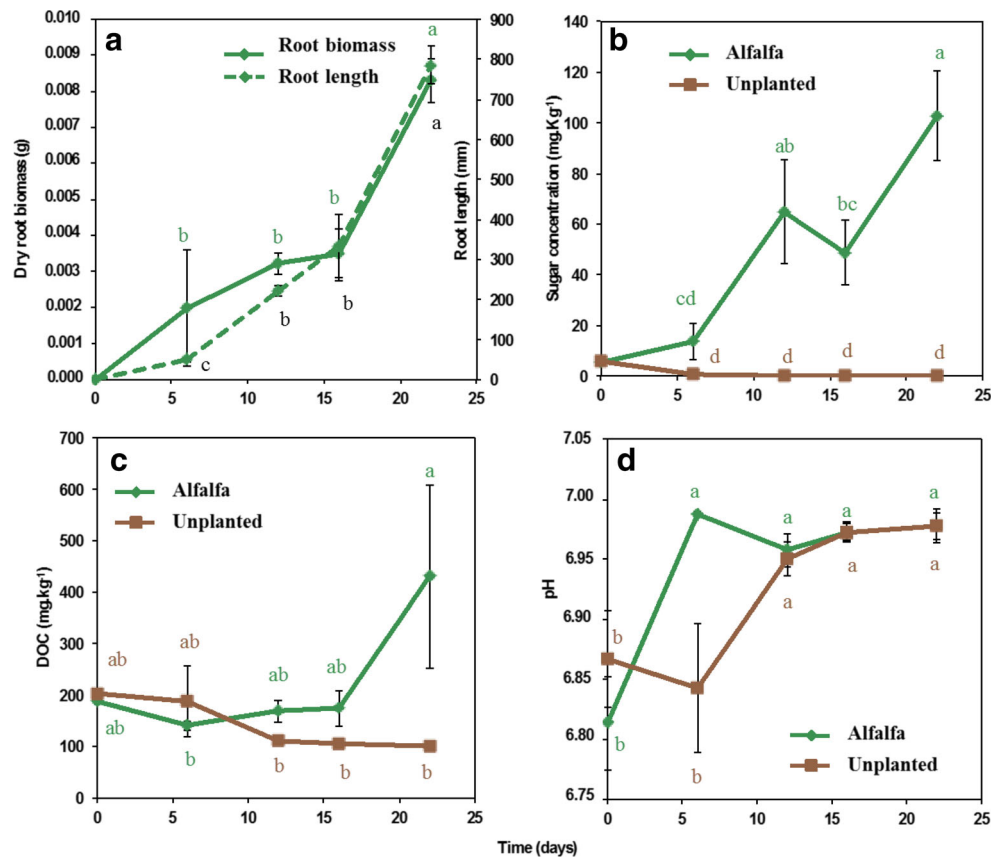 a
Root biomass
Root length
a
a
b
b
b
b
b
c
0.010
0.009
0.008
0.007
0.006
0.005
0.004
0.003
0.002
0.001
0.000
900
800
700
600
500
400
300
200
100
0
0 5 10 15 20 25
Dry root biomass (g)
Root length (mm)
b
Alfalfa
Unplanted
a
ab
bc
cd
d
d
d
d
140
120
100
80
60
40
20
0
0 5 10 15 20 25
Sugar concentration (mg.Kg-1)
c
Alfalfa
Unplanted
a
ab
ab
ab
ab
ab
b
b
b
b
700
600
500
400
300
200
100
0
0 5 10 15 20 25
DOC (mg.kg-1)
d
a
a
a
a
b
a
a
a
b
b
Alfalfa
Unplanted
7.05
7.00
6.95
6.90
6.85
6.80
6.75
0 5 10 15 20 25
pH
Time (days)